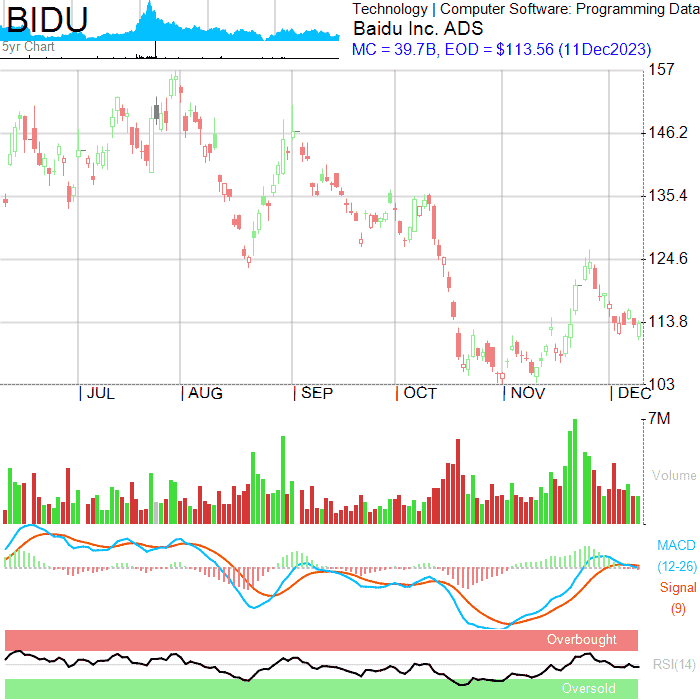 BIDU
5yr Chart
Technology | Computer Software: Programming Data
Baidu Inc. ADS
MC = 39.7B, EOD = $113.56 (11Dec2023)
157
146.2
135.4
124.6
113.8
103
JUL
AUG
SEP
OCT
NOV
DEC
7M
Volume
MACD
(12-26)
Signal
(9)
Overbought
RSI(14)
Oversold